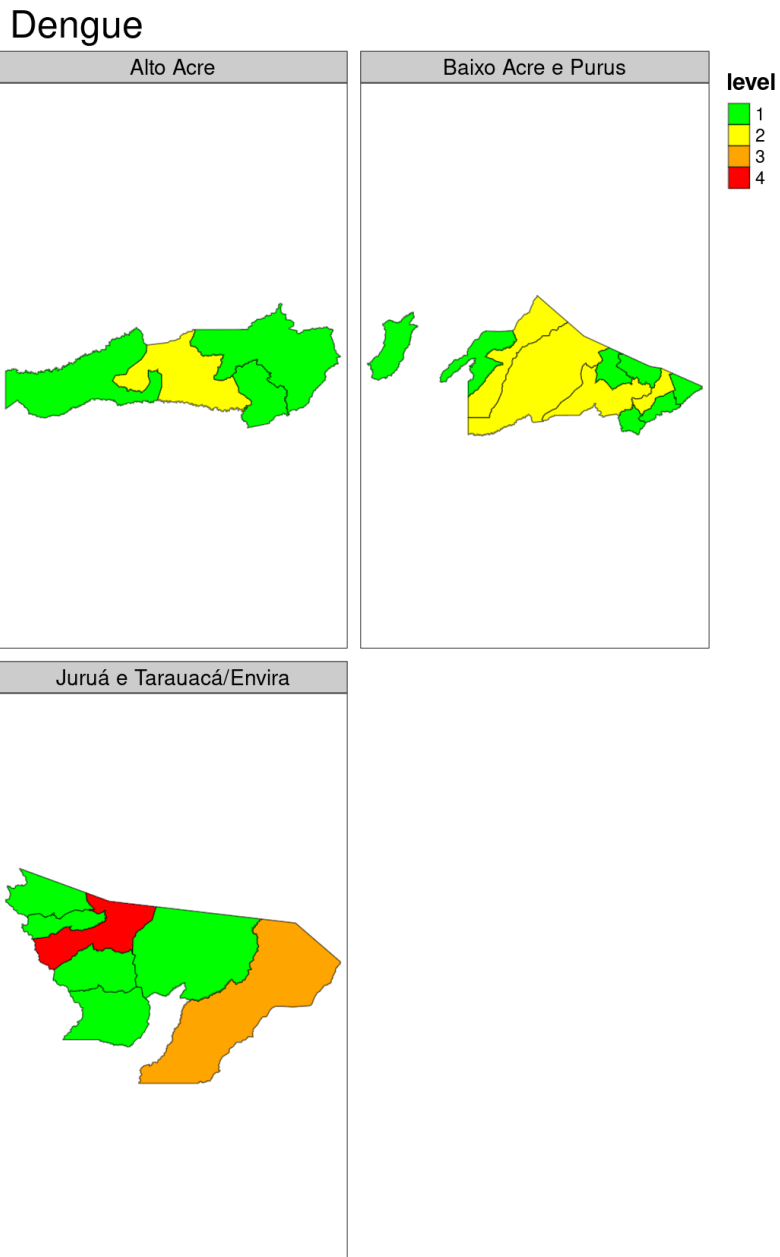 Dengue
Alto Acre
Baixo Acre e Purus
level
1
2
3
4
Juruá e Tarauacá/Envira